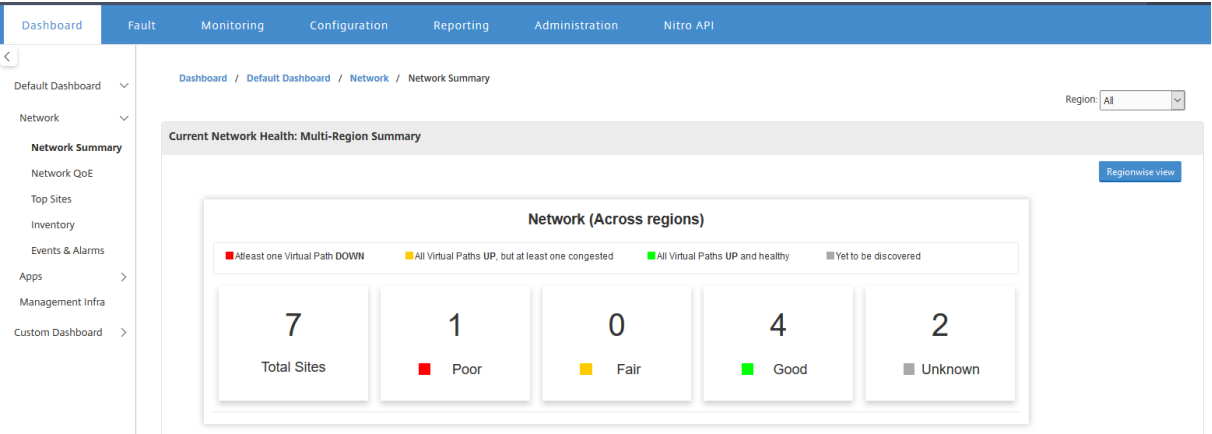 Dashboard Fault Monitoring Configuration Reporting Administration Nitro API
Default Dashboard
Network
Network Summary
Network QoE
Top Sites
Inventory
Events & Alarms
Apps
Management Infra
Custom Dashboard
Dashboard / Default Dashboard / Network / Network Summary
Region: All
Current Network Health: Multi-Region Summary
Regionwise view
Network (Across regions)
Atleast one Virtual Path DOWN All Virtual Paths UP, but at least one congested All Virtual Paths UP and healthy Yet to be discovered
7 1 0 4 2
Total Sites Poor Fair Good Unknown